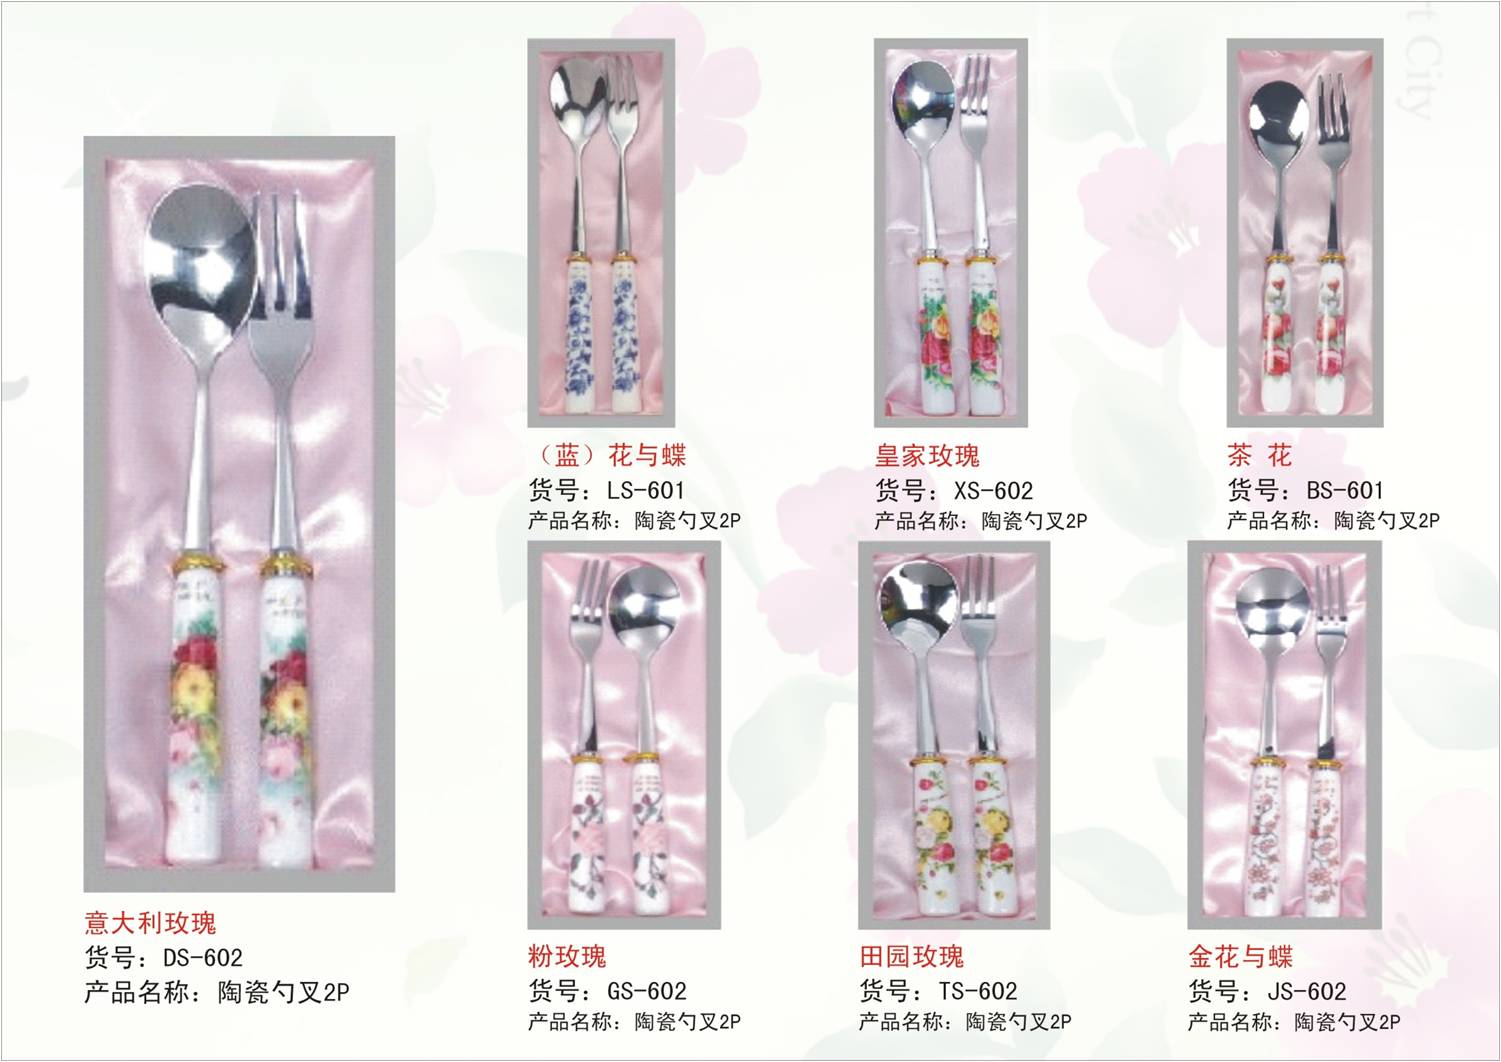 t City
（蓝）花与蝶
货号：LS-601
产品名称：陶瓷勺叉2P
皇家玫瑰
货号：XS-602
产品名称：陶瓷勺叉2P
茶 花
货号：BS-601
产品名称：陶瓷勺叉2P
意大利玫瑰
货号：DS-602
产品名称：陶瓷勺叉2P
粉玫瑰
货号：GS-602
产品名称：陶瓷勺叉2P
田园玫瑰
货号：TS-602
产品名称：陶瓷勺叉2P
金花与蝶
货号：JS-602
产品名称：陶瓷勺叉2P